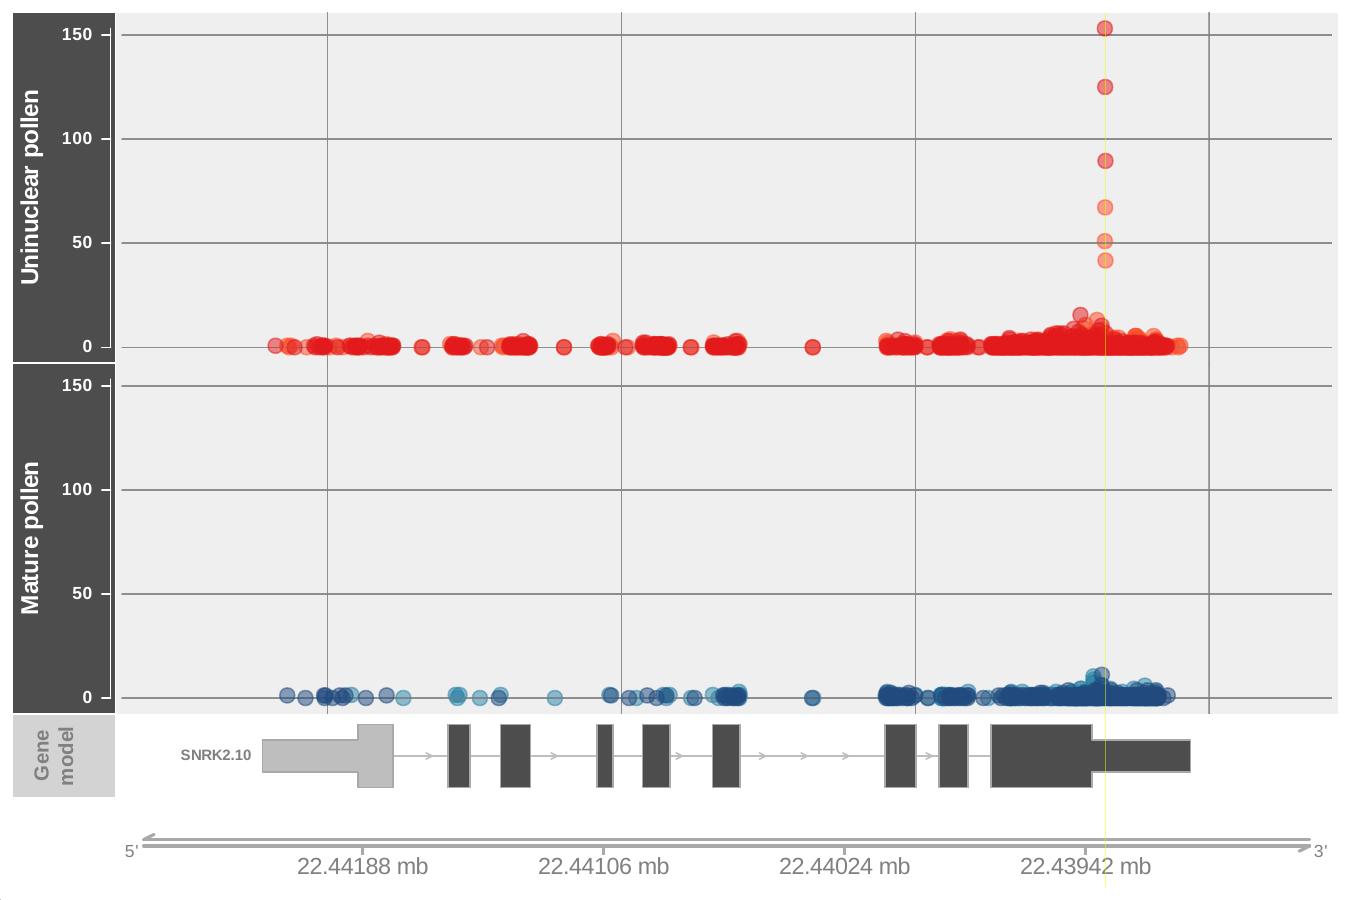 Uninuclear pollen
150
100
50
0
Mature pollen
150
100
50
0
Gene
model
SNRK2.10
5'
3'
22.44188 mb
22.44106 mb
22.44024 mb
22.43942 mb